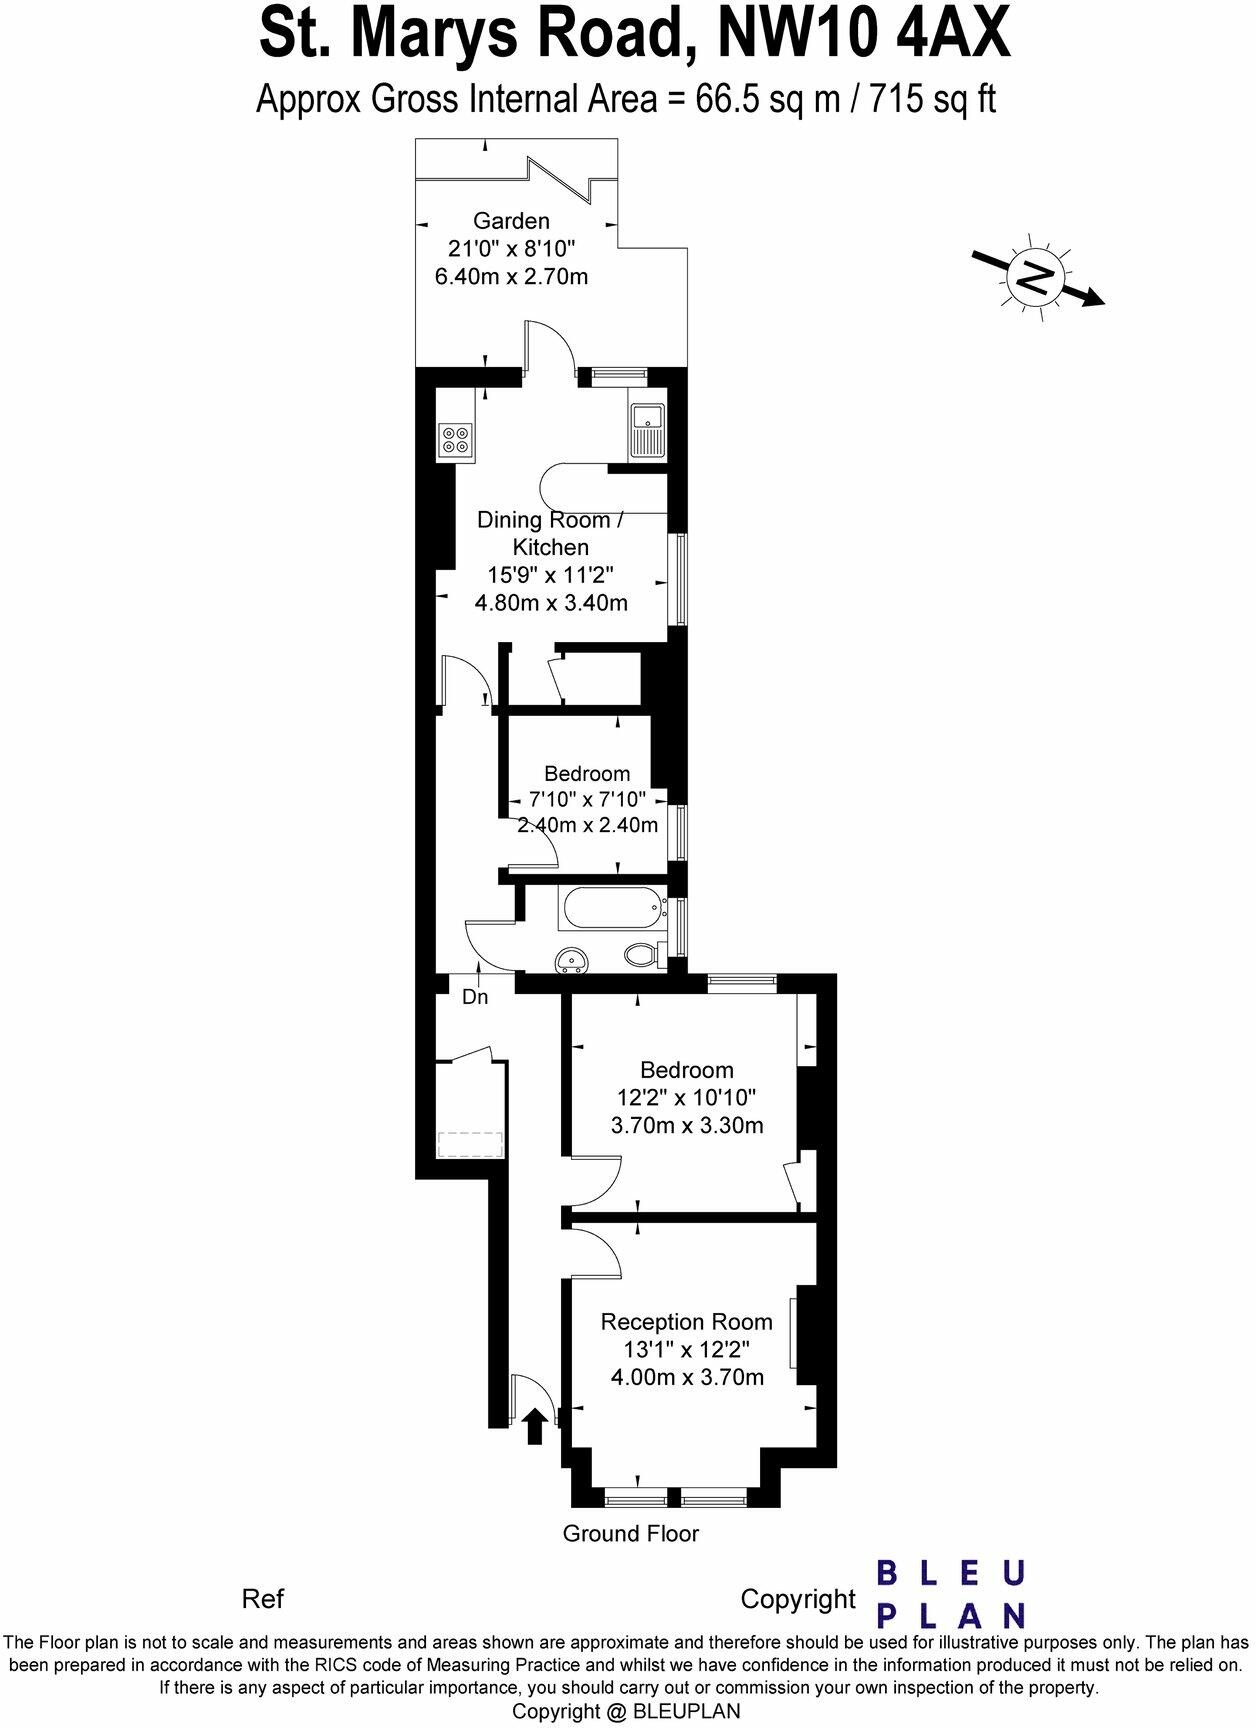 St. Marys Road, NW10 4AX
Approx Gross Internal Area = 66.5 sq m / 715 sq ft
Garden
21'0" x 8'10"
6.40m x 2.70m
N
Dining Room /
Kitchen
15'9" x 11'2"
4.80m x 3.40m
Bedroom
7'10" x 7'10"
2.40m x 2.40m
Dn
Bedroom
12'2" x 10'10"
3.70m x 3.30m
Reception Room
13'1" x 12'2"
4.00m x 3.70m
Ground Floor
Ref
Copyright
BLEU
PLAN
The Floor plan is not to scale and measurements and areas shown are approximate and therefore should be used for illustrative purposes only. The plan has
been prepared in accordance with the RICS code of Measuring Practice and whilst we have confidence in the information produced it must not be relied on.
If there is any aspect of particular importance, you should carry out or commission your own inspection of the property.
Copyright @ BLEUPLAN